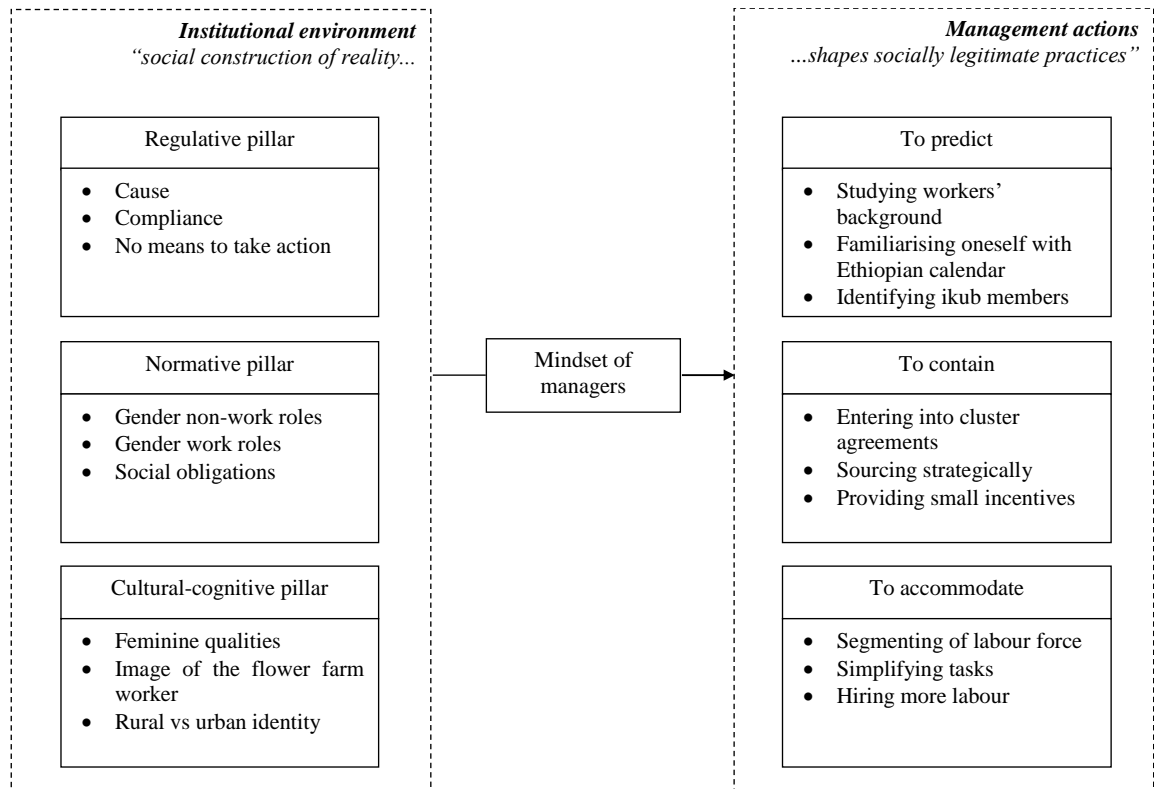 Institutional environment
“social construction of reality...
Regulative pillar
• Cause
• Compliance
• No means to take action
Normative pillar
• Gender non-work roles
• Gender work roles
• Social obligations
Cultural-cognitive pillar
• Feminine qualities
• Image of the flower farm
worker
• Rural vs urban identity
Mindset of
managers
Management actions
...shapes socially legitimate practices”
To predict
• Studying workers’
background
• Familiarising oneself with
Ethiopian calendar
• Identifying ikub members
To contain
• Entering into cluster
agreements
• Sourcing strategically
• Providing small incentives
To accommodate
• Segmenting of labour force
• Simplifying tasks
• Hiring more labour